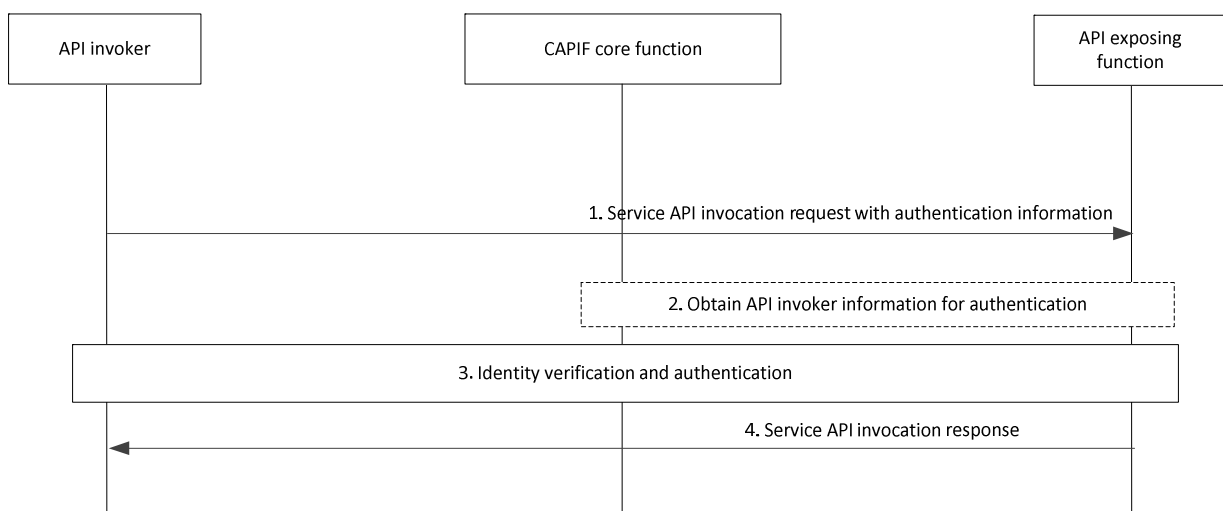 API invoker
CAPIF core function
API exposing
function
1. Service API invocation request with authentication information
2. Obtain API invoker information for authentication
3. Identity verification and authentication
4. Service API invocation response